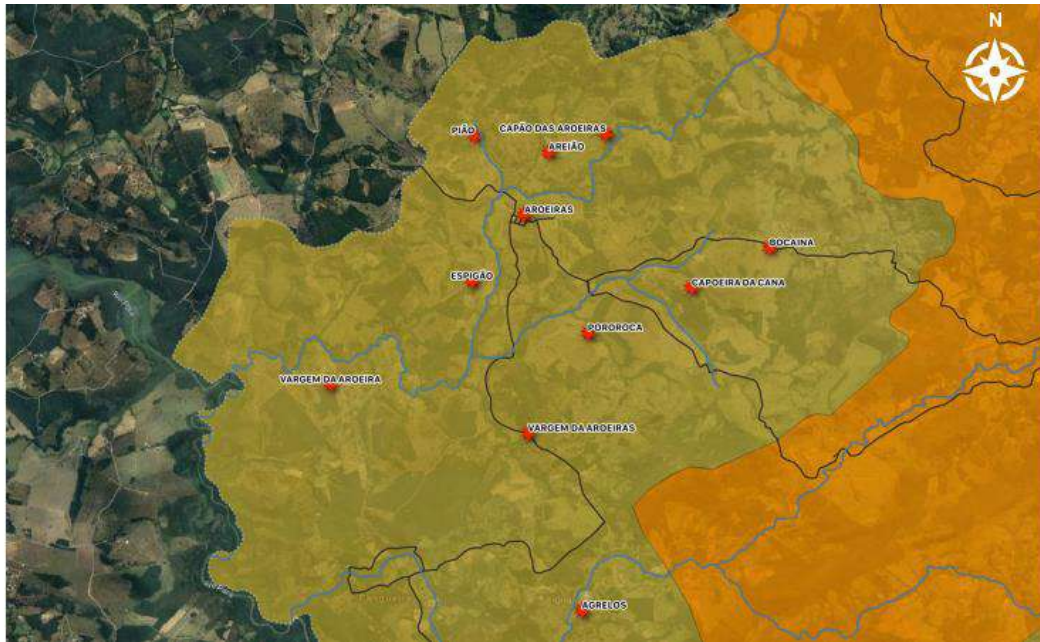 N
PIÃO
CAPÃO DAS AROEIRAS
AREIÃO
AROEIRAS
BOCAINA
ESPIGÃO
CAPOEIRA DA CANA
POROROCA
VARGEM DA AROEIRA
VARGEM DA AROEIRAS
AGRELOS